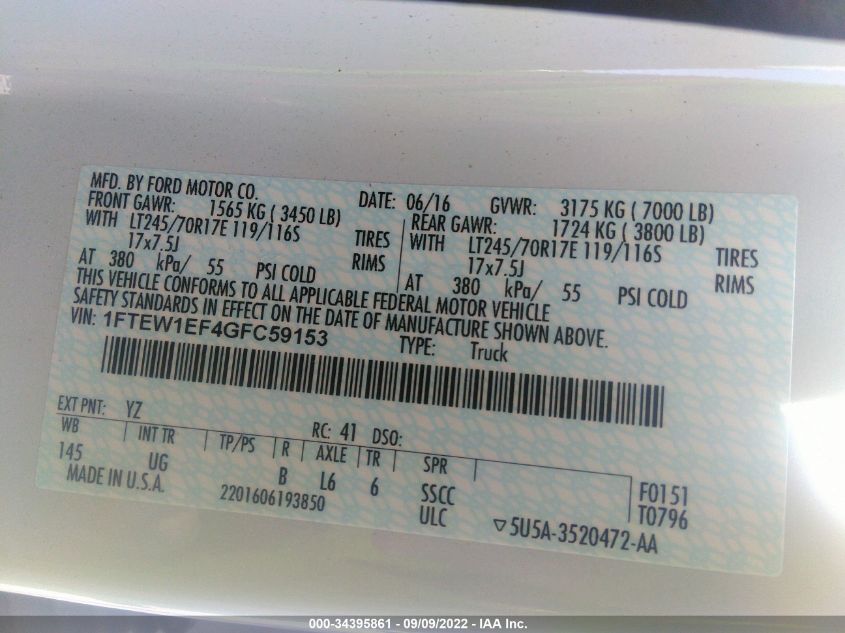 MFD. BY FORD MOTOR CO.
DATE: 06/16 GVWR: 3175 KG ( 7000 LB)
FRONT GAWR: 1565 KG ( 3450 LB) REAR GAWR: 1724 KG ( 3800 LB)
WITH LT245/70R17E 119/116S TIRES WITH LT245/70R17E 119/116S TIRES
17x7.5J RIMS 17x7.5J RIMS
AT 380 kPa/ 55 PSI COLD AT 380 kPa/ 55 PSI COLD
THIS VEHICLE CONFORMS TO ALL APPLICABLE FEDERAL MOTOR VEHICLE
SAFETY STANDARDS IN EFFECT ON THE DATE OF MANUFACTURE SHOWN ABOVE.
VIN: 1FTEW1EF4GFC59153 TYPE: Truck
EXT PNT: YZ RC: 41 DSO:
WB INT TR TP/PS R AXLE TR SPR
145 UG B L6 6 SSCC F0151
MADE IN U.S.A. 2201606193850 ULC T0796
▽5U5A-3520472-AA
000-34395861 - 09/09/2022 - IAA Inc.